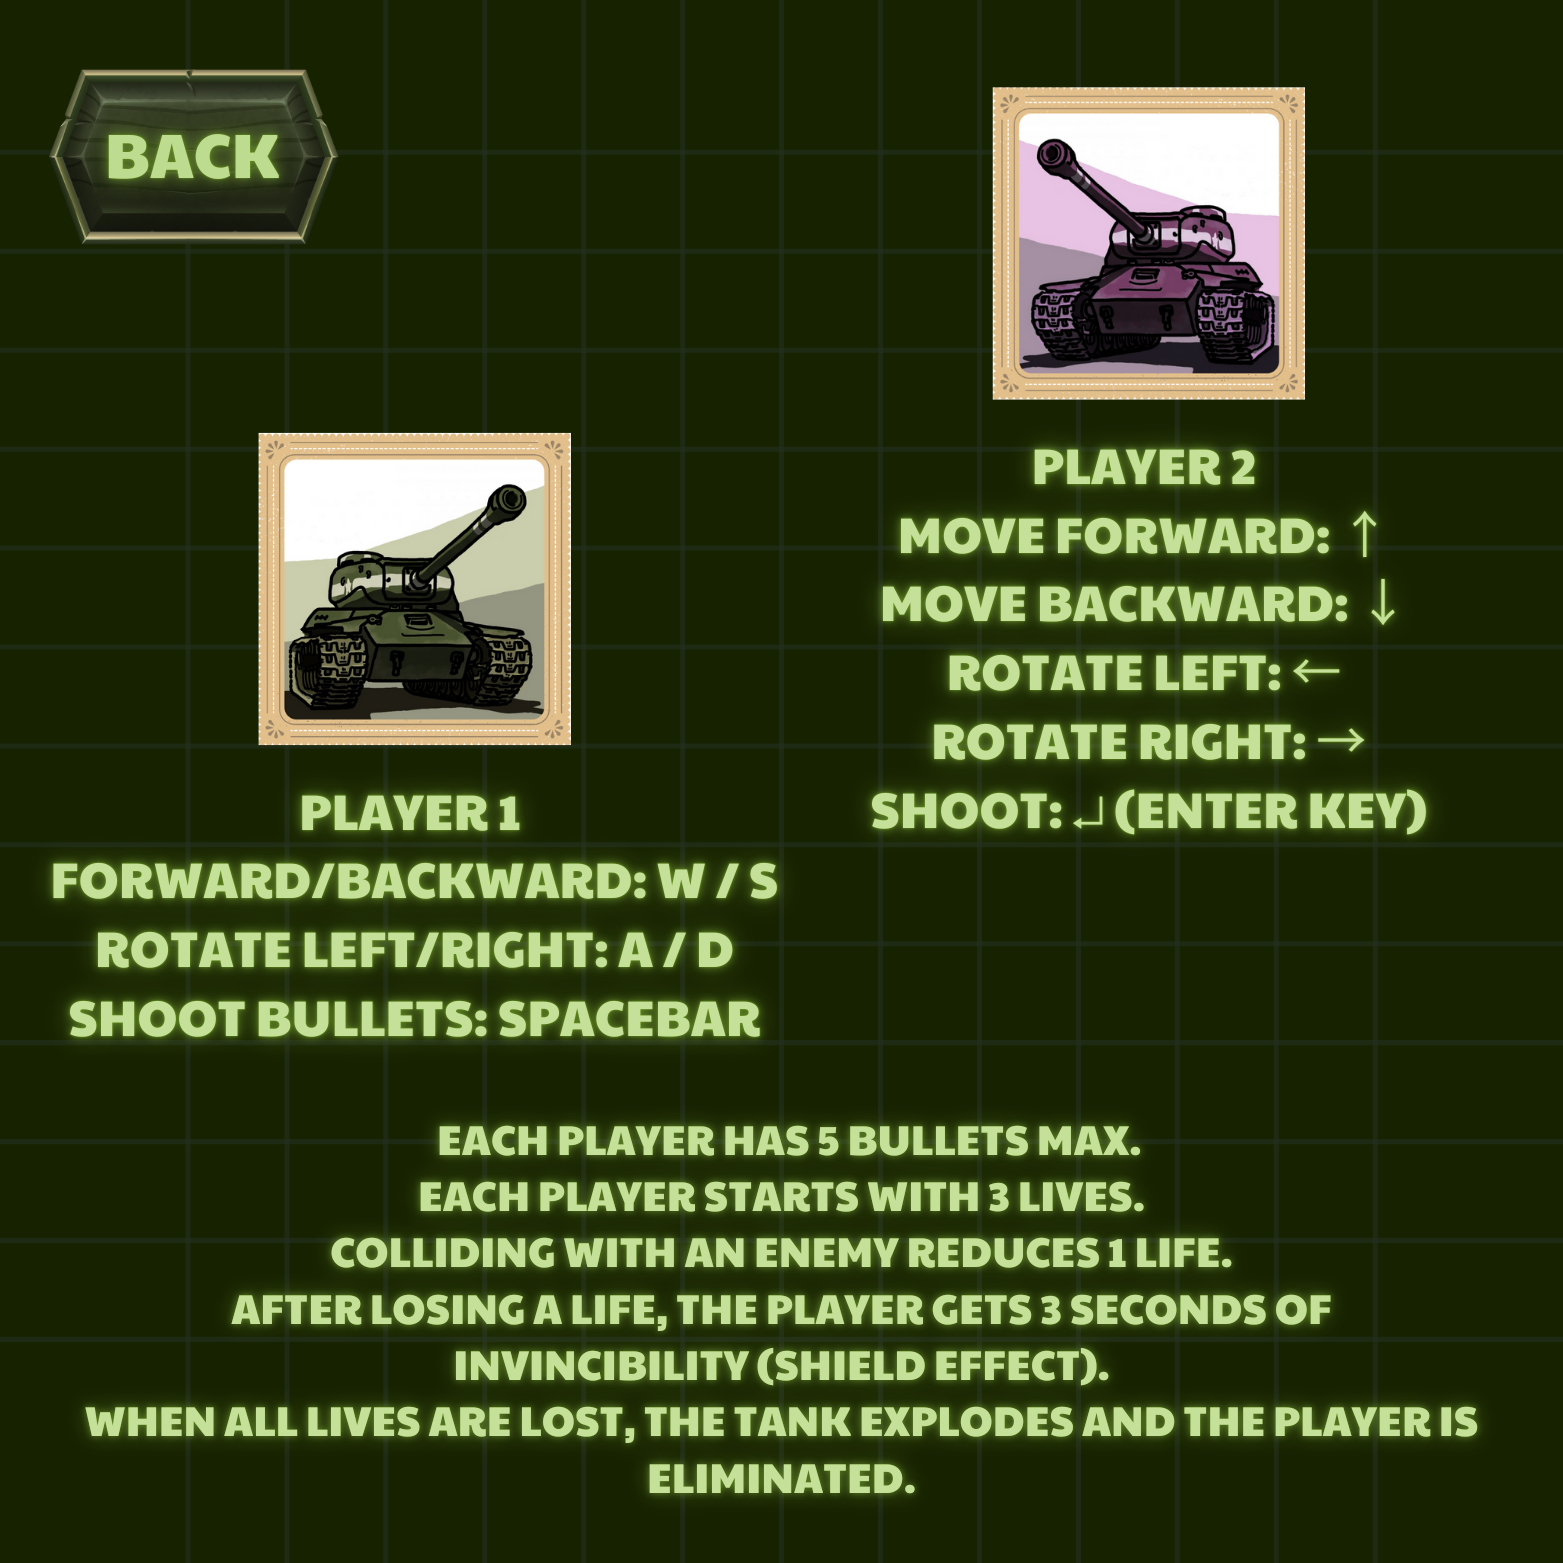 BACK
PLAYER 1
FORWARD/BACKWARD: W / S
ROTATE LEFT/RIGHT: A / D
SHOOT BULLETS: SPACEBAR
PLAYER 2
MOVE FORWARD: ↑
MOVE BACKWARD: ↓
ROTATE LEFT: ←
ROTATE RIGHT: →
SHOOT: ↵ (ENTER KEY)
EACH PLAYER HAS 5 BULLETS MAX.
EACH PLAYER STARTS WITH 3 LIVES.
COLLIDING WITH AN ENEMY REDUCES 1 LIFE.
AFTER LOSING A LIFE, THE PLAYER GETS 3 SECONDS OF
INVINCIBILITY (SHIELD EFFECT).
WHEN ALL LIVES ARE LOST, THE TANK EXPLODES AND THE PLAYER IS
ELIMINATED.